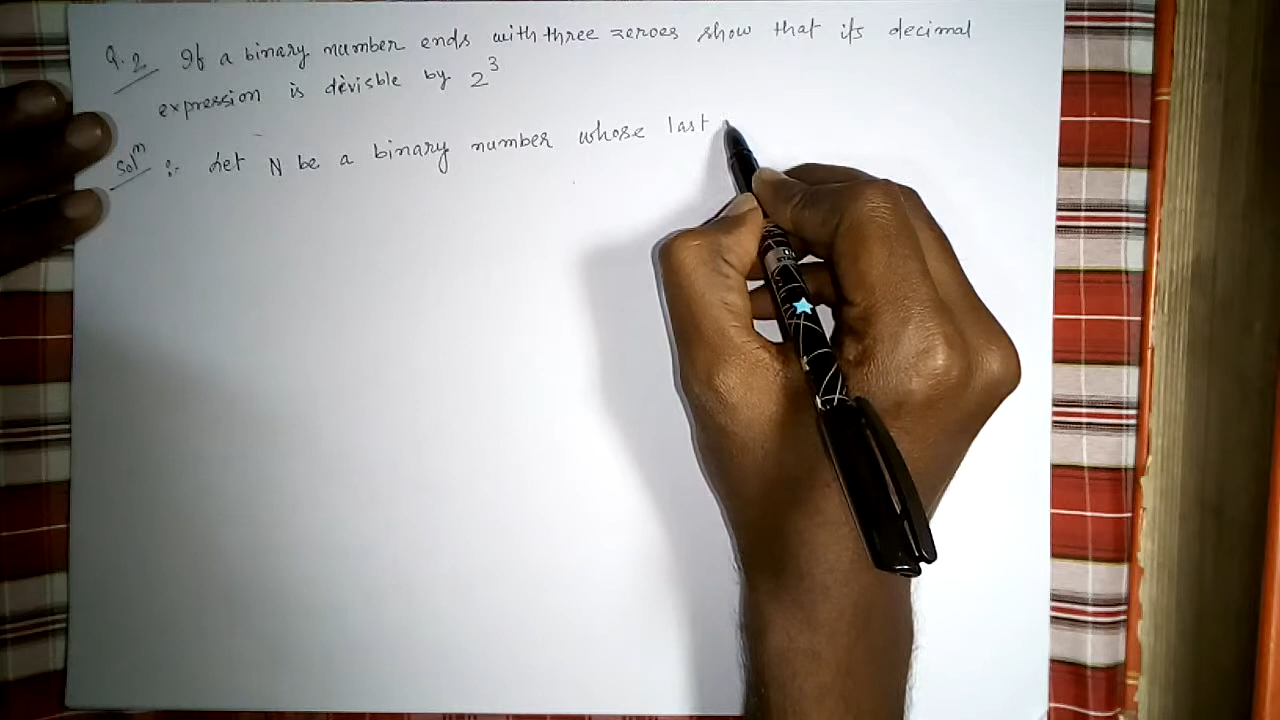 Q.2 If a binary number ends with three zeroes show that its decimal
expression is devisble by 2³
Solⁿ :- Let N be a binary number whose last